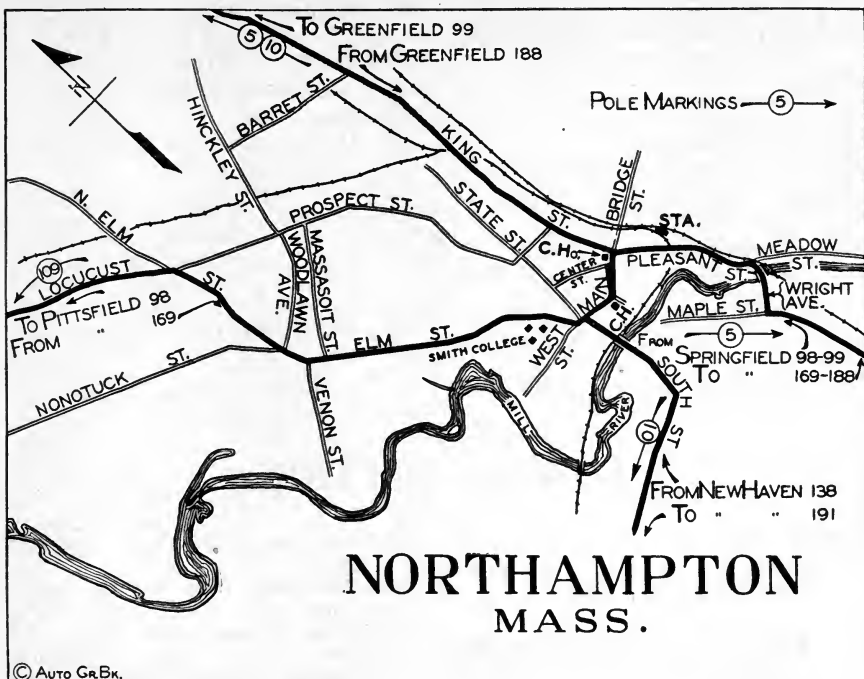 To Greenfield 99
5 10
From Greenfield 188
N
Pole Markings 5
HINCKLEY ST.
BARRET ST.
KING ST.
N. ELM
PROSPECT ST.
STATE ST.
BRIDGE ST.
STA.
C.Ho.
CENTER ST.
MAIN
PLEASANT ST.
MEADOW ST.
WRIGHT AVE.
MAPLE ST.
109
LOCUCUST ST.
WOODLAWN AVE.
MASSASOIT ST.
To Pittsfield 98
From " 169
ELM ST.
SMITH COLLEGE
WEST ST.
C.H.
From
5
Springfield 98-99
To " 169-188
NONOTUCK ST.
VENON ST.
MILL RIVER
SOUTH ST
10
From New Haven 138
To " " 191
NORTHAMPTON
MASS.
© Auto Gr. Bk.